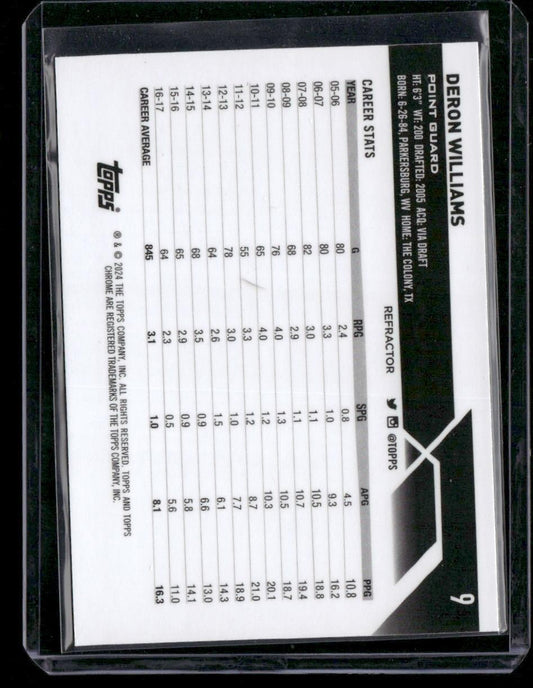 9
DERON WILLIAMS
POINT GUARD
HT: 6'3" WT: 200 DRAFTED: 2005 ACQ: VIA DRAFT
BORN: 6-26-84, PARKERSBURG, WV HOME: THE COLONY, TX
REFRACTOR @TOPPS
CAREER STATS
YEAR G RPG SPG APG PPG
05-06 80 2.4 0.8 4.5 10.8
06-07 80 3.3 1.0 9.3 16.2
07-08 82 3.0 1.1 10.5 18.8
08-09 68 2.9 1.1 10.7 19.4
09-10 76 4.0 1.3 10.5 18.7
10-11 65 4.0 1.2 10.3 20.1
11-12 55 3.3 1.2 8.7 21.0
12-13 78 3.0 1.0 7.7 18.9
13-14 64 2.6 1.5 6.1 14.3
14-15 68 3.5 0.9 6.6 13.0
15-16 65 2.9 0.9 5.8 14.1
16-17 64 2.3 0.5 5.6 11.0
CAREER AVERAGE 845 3.1 1.0 8.1 16.3
topps
® & © 2024 THE TOPPS COMPANY, INC. ALL RIGHTS RESERVED. TOPPS AND TOPPS
CHROME ARE REGISTERED TRADEMARKS OF THE TOPPS COMPANY, INC.